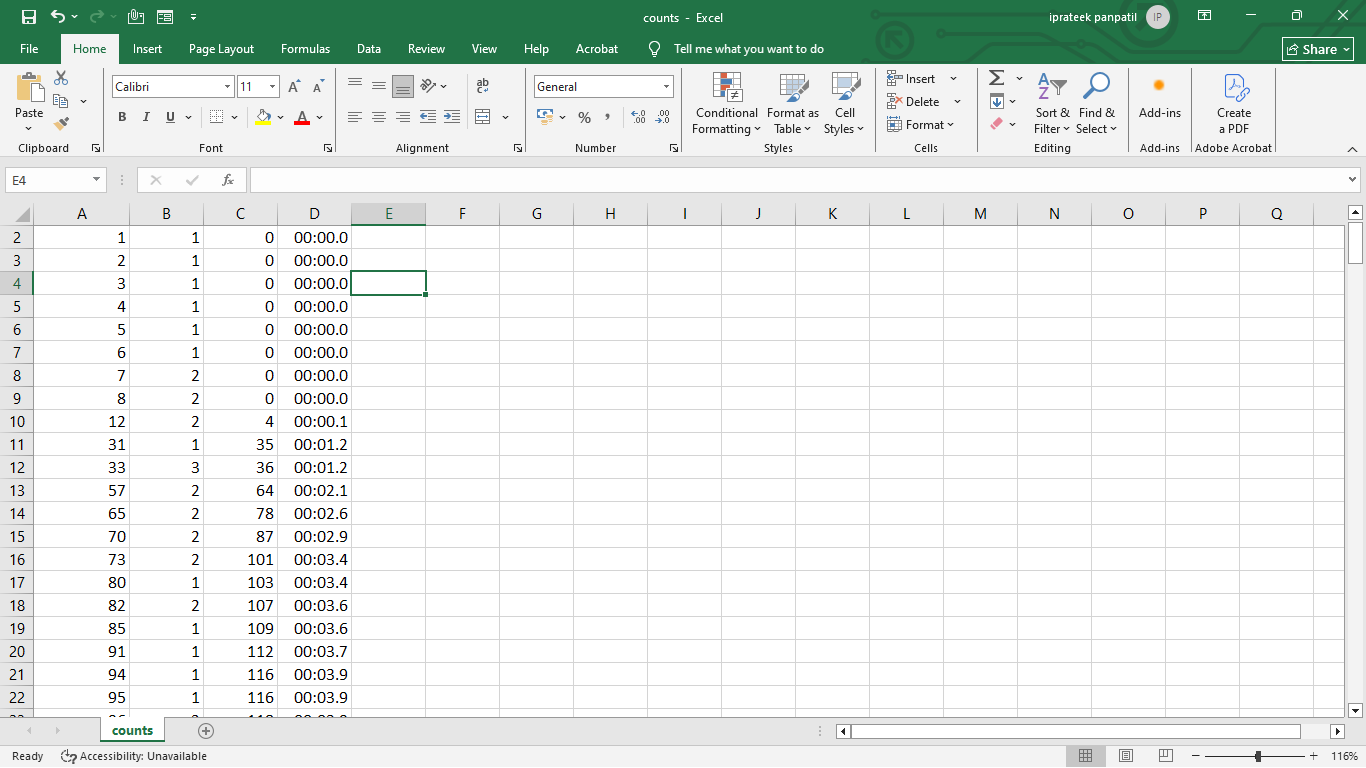 counts - Excel
iprateek panpatil IP
File Home Insert Page Layout Formulas Data Review View Help Acrobat Tell me what you want to do Share
Paste
Clipboard
Calibri 11
B I U
Font
ab
Alignment
General
% ,
Number
Conditional Formatting
Format as Table
Cell Styles
Styles
Insert
Delete
Format
Cells
Sort & Filter
Find & Select
Editing
Add-ins
Add-ins
Create a PDF
Adobe Acrobat
E4 fx
A B C D E F G H I J K L M N O P Q
2 1 1 0 00:00.0
3 2 1 0 00:00.0
4 3 1 0 00:00.0
5 4 1 0 00:00.0
6 5 1 0 00:00.0
7 6 1 0 00:00.0
8 7 2 0 00:00.0
9 8 2 0 00:00.0
10 12 2 4 00:00.1
11 31 1 35 00:01.2
12 33 3 36 00:01.2
13 57 2 64 00:02.1
14 65 2 78 00:02.6
15 70 2 87 00:02.9
16 73 2 101 00:03.4
17 80 1 103 00:03.4
18 82 2 107 00:03.6
19 85 1 109 00:03.6
20 91 1 112 00:03.7
21 94 1 116 00:03.9
22 95 1 116 00:03.9
counts
Ready Accessibility: Unavailable 116%